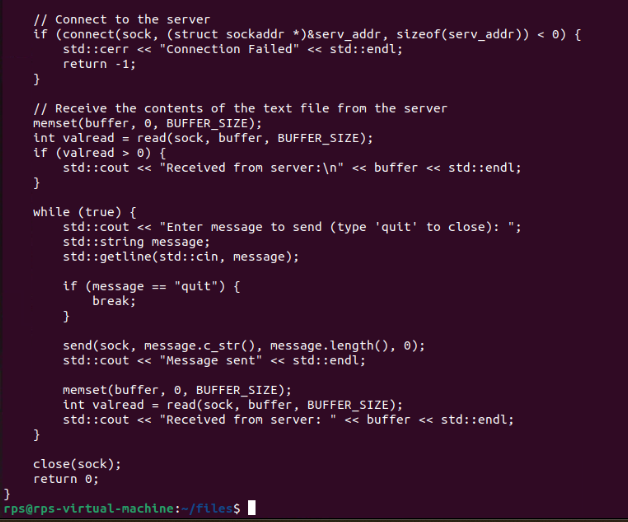 // Connect to the server
    if (connect(sock, (struct sockaddr *)&serv_addr, sizeof(serv_addr)) < 0) {
        std::cerr << "Connection Failed" << std::endl;
        return -1;
    }

    // Receive the contents of the text file from the server
    memset(buffer, 0, BUFFER_SIZE);
    int valread = read(sock, buffer, BUFFER_SIZE);
    if (valread > 0) {
        std::cout << "Received from server:\n" << buffer << std::endl;
    }

    while (true) {
        std::cout << "Enter message to send (type 'quit' to close): ";
        std::string message;
        std::getline(std::cin, message);

        if (message == "quit") {
            break;
        }

        send(sock, message.c_str(), message.length(), 0);
        std::cout << "Message sent" << std::endl;

        memset(buffer, 0, BUFFER_SIZE);
        int valread = read(sock, buffer, BUFFER_SIZE);
        std::cout << "Received from server: " << buffer << std::endl;
    }

    close(sock);
    return 0;
}
rps@rps-virtual-machine:~/files$